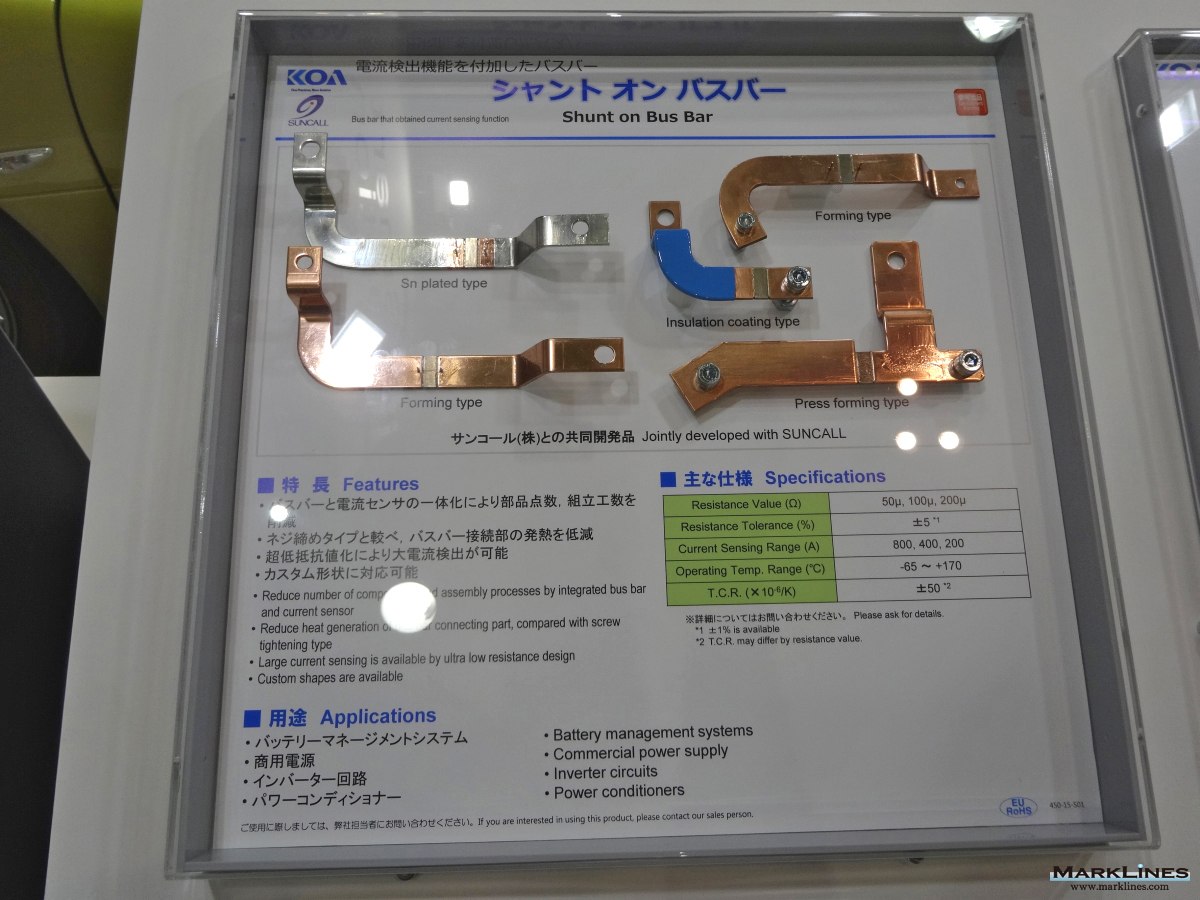 KOA
電流検出機能を付加したバスバー
シャント オン バスバー
SUNCALL
Bus bar that obtained current sensing function
Shunt on Bus Bar
Sn plated type
Forming type
Insulation coating type
Forming type
Press forming type
サンコール(株)との共同開発品 Jointly developed with SUNCALL
■ 特 長 Features
・バスバーと電流センサの一体化により部品点数, 組立工数を
削減
・ネジ締めタイプと較べ, バスバー接続部の発熱を低減
・超低抵抗値化により大電流検出が可能
・カスタム形状に対応可能
• Reduce number of assembly processes by integrated bus bar
and current sensor
• Reduce heat generation connecting part, compared with screw
tightening type
• Large current sensing is available by ultra low resistance design
• Custom shapes are available
■ 主な仕様 Specifications
Resistance Value (Ω) 50μ, 100μ, 200μ
Resistance Tolerance (%) ±5 *1
Current Sensing Range (A) 800, 400, 200
Operating Temp. Range (℃) -65 ～ +170
T.C.R. (×10-6/K) ±50 *2
※詳細についてはお問い合わせください。 Please ask for details.
*1 ±1% is available
*2 T.C.R. may differ by resistance value.
■ 用途 Applications
・バッテリーマネージメントシステム
・商用電源
・インバーター回路
・パワーコンディショナー
• Battery management systems
• Commercial power supply
• Inverter circuits
• Power conditioners
ご使用に際しましては、弊社担当者にお問い合わせください。If you are interested in using this product, please contact our sales person.
EU
RoHS
450-15-S01
KOA
MARKLINES
www.marklines.com